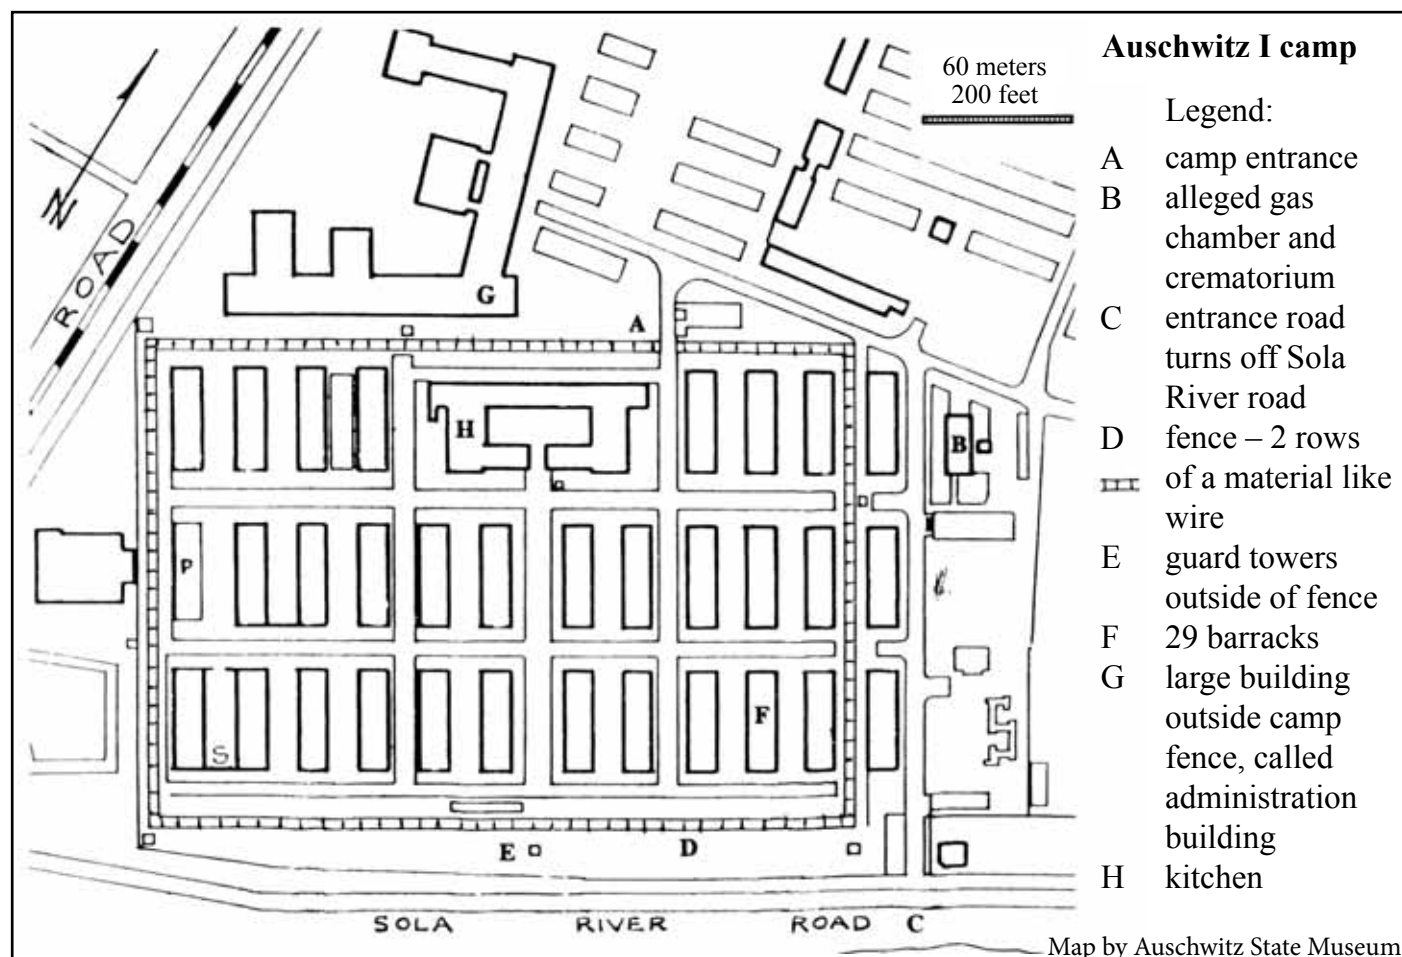 Auschwitz I camp
60 meters
200 feet
Legend:
A camp entrance
B alleged gas
chamber and
crematorium
C entrance road
turns off Sola
River road
D fence – 2 rows
of a material like
wire
E guard towers
outside of fence
F 29 barracks
G large building
outside camp
fence, called
administration
building
H kitchen
N
ROAD
G
A
H
B
G
P
F
S
E
D
SOLA RIVER ROAD C
Map by Auschwitz State Museum